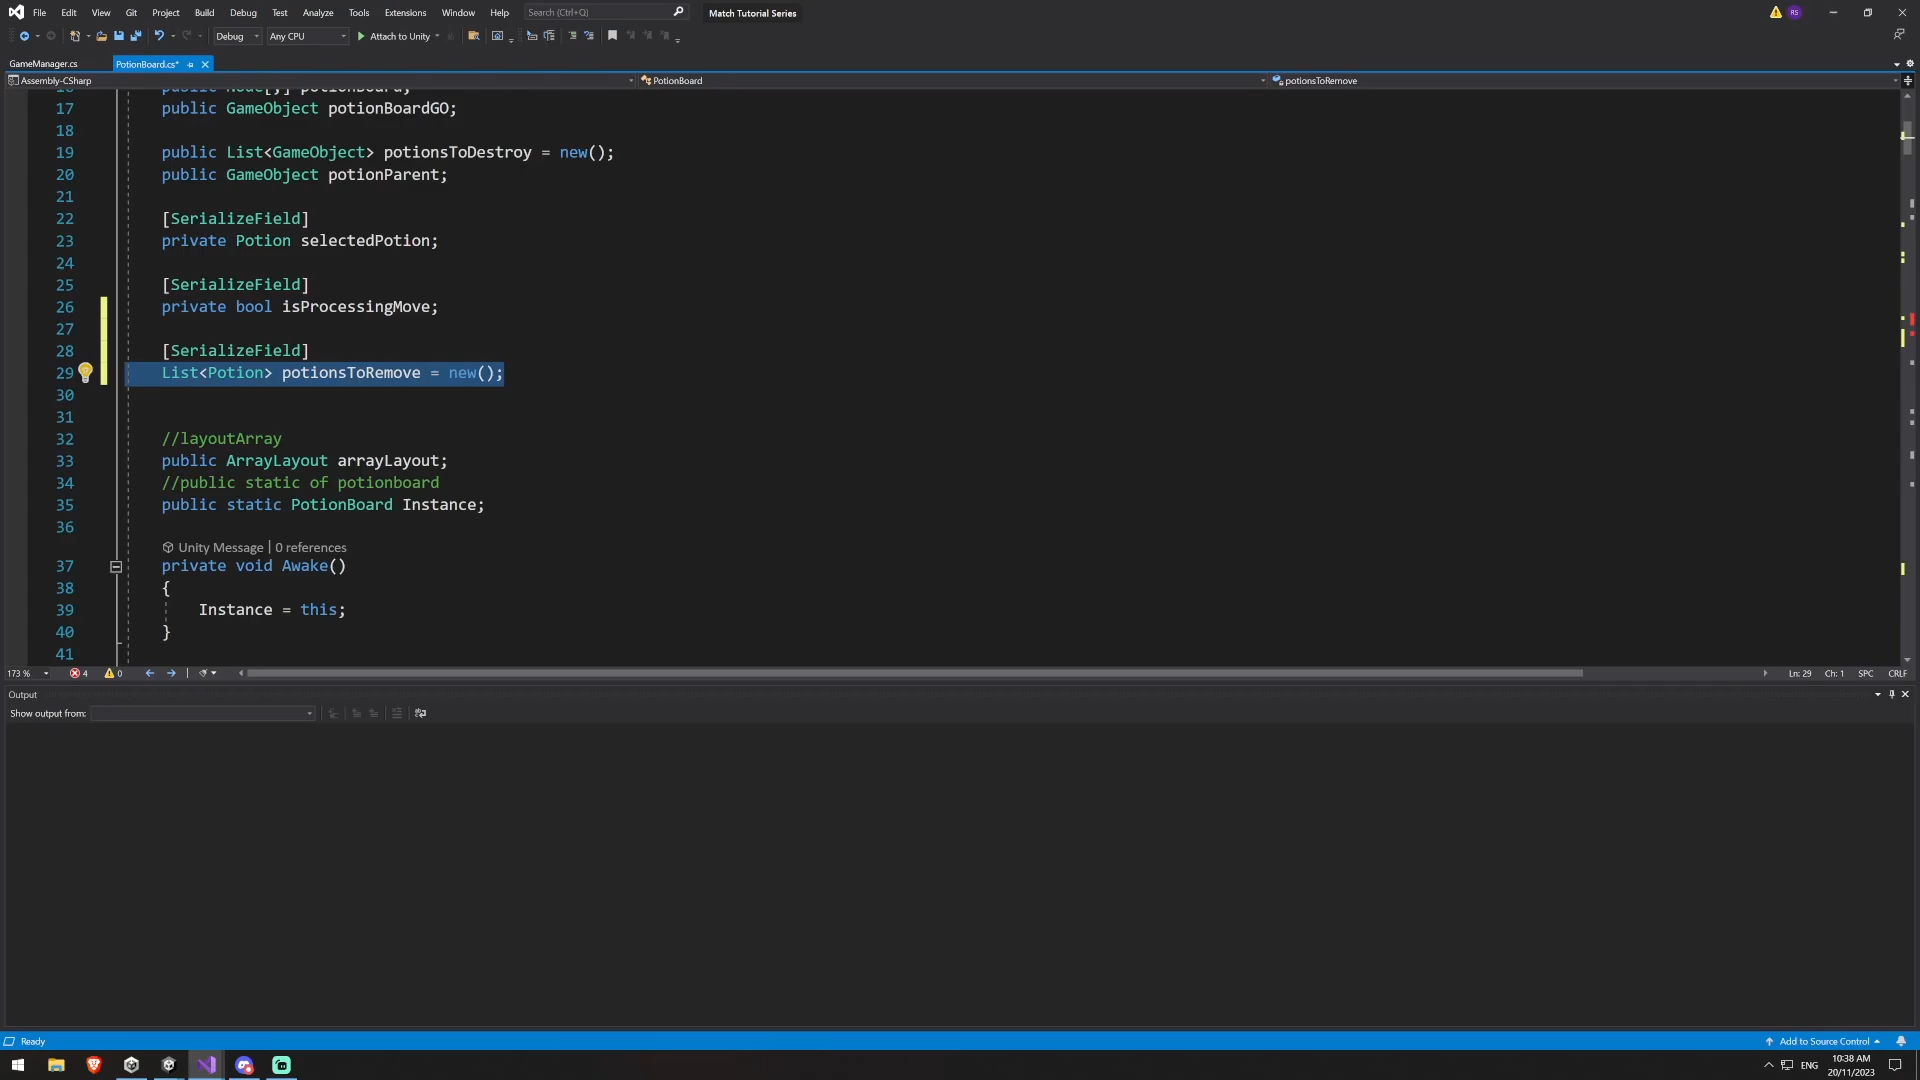 File Edit View Git Project Build Debug Test Analyze Tools Extensions Window Help Search (Ctrl+Q) Match Tutorial Series RS
Debug Any CPU Attach to Unity
GameManager.cs PotionBoard.cs*
Assembly-CSharp PotionBoard potionsToRemove
17 public GameObject potionBoardGO;
18
19 public List<GameObject> potionsToDestroy = new();
20 public GameObject potionParent;
21
22 [SerializeField]
23 private Potion selectedPotion;
24
25 [SerializeField]
26 private bool isProcessingMove;
27
28 [SerializeField]
29 List<Potion> potionsToRemove = new();
30
31
32 //layoutArray
33 public ArrayLayout arrayLayout;
34 //public static of potionboard
35 public static PotionBoard Instance;
36
Unity Message | 0 references
37 private void Awake()
38 {
39 Instance = this;
40 }
41
173 % 4 0 Ln: 29 Ch: 1 SPC CRLF
Output
Show output from:
Ready Add to Source Control
ENG 10:38 AM
20/11/2023